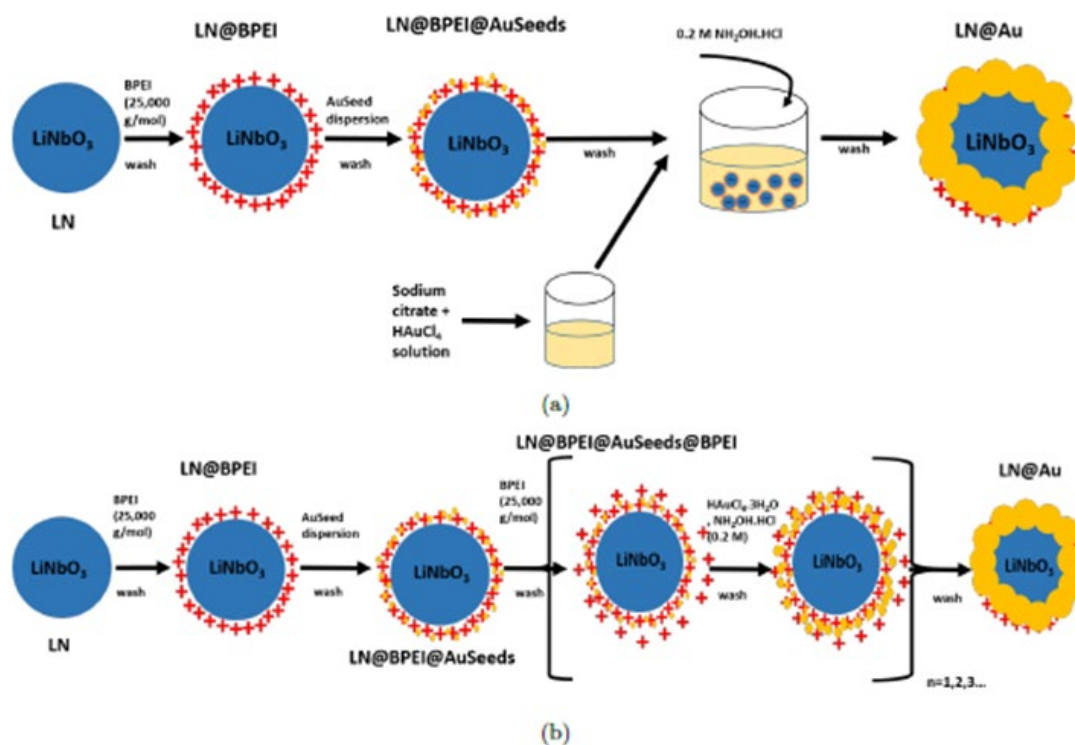 LN@BPEI
LN@BPEI@AuSeeds
0.2 M NH₂OH.HCl
LN@Au
BPEI
(25,000
g/mol)
AuSeed
dispersion
LiNbO₃
LiNbO₃
LiNbO₃
LiNbO₃
wash
wash
wash
wash
LN
Sodium
citrate +
HAuCl₄
solution
(a)
LN@BPEI@AuSeeds@BPEI
LN@BPEI
LN@Au
BPEI
(25,000
g/mol)
AuSeed
dispersion
BPEI
(25,000
g/mol)
HAuCl₄.3H₂O
, NH₂OH.HCl
(0.2 M)
LiNbO₃
LiNbO₃
LiNbO₃
LiNbO₃
LiNbO₃
LiNbO₃
wash
wash
wash
wash
wash
LN
LN@BPEI@AuSeeds
n=1,2,3...
(b)